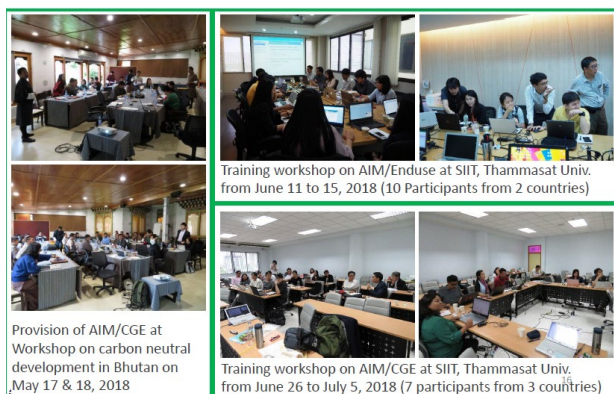 Training workshop on AIM/Enduse at SIIT, Thammasat Univ.
from June 11 to 15, 2018 (10 Participants from 2 countries)
Provision of AIM/CGE at
Workshop on carbon neutral
development in Bhutan on
May 17 & 18, 2018
Training workshop on AIM/CGE at SIIT, Thammasat Univ.
from June 26 to July 5, 2018 (7 participants from 3 countries)
16